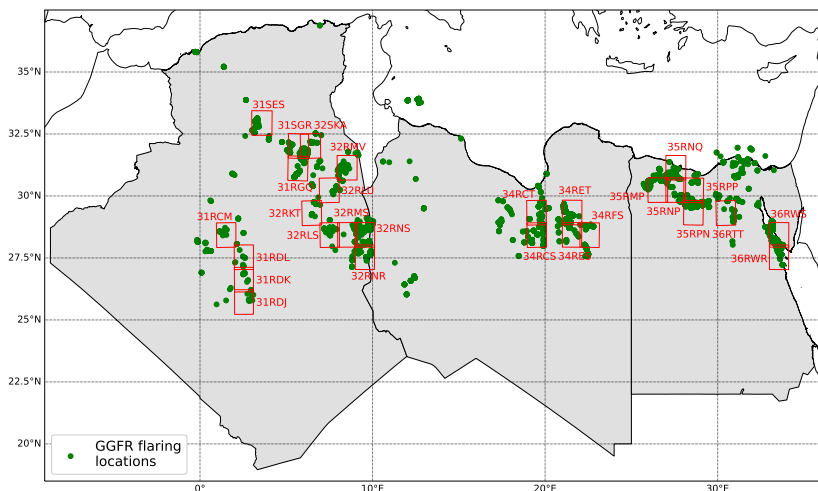 35°N
32.5°N
30°N
27.5°N
25°N
22.5°N
20°N
31SES
31SGR 32SKA
32RMV
31RGQ
32RLU
32RKT
32RMS
31RCM
32RLS
32RNS
32RNR
31RDL
31RDK
31RDJ
34RCT
34RET
34RFS
34RCS
35RNQ
35RMP
35RPP
35RNP
35RPN
36RTT
36RWS
36RWR
GGFR flaring
locations
0°
10°E
20°E
30°E